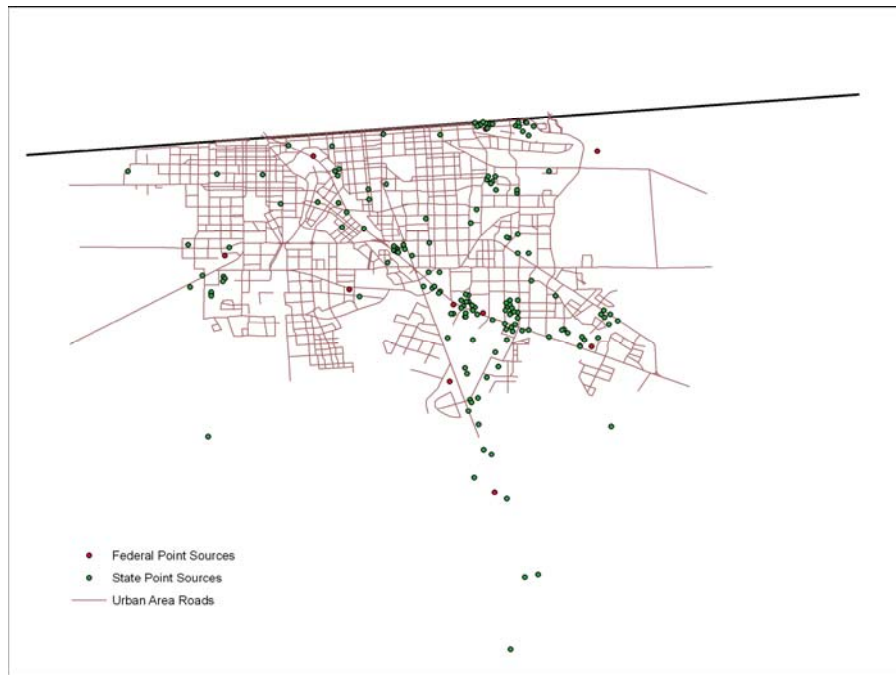 Federal Point Sources
State Point Sources
Urban Area Roads